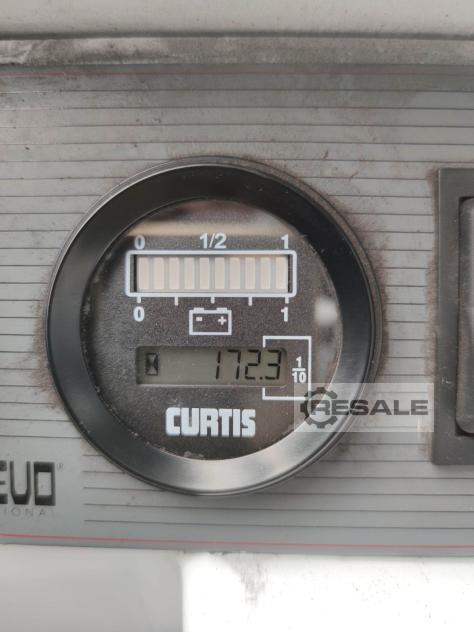 0 1/2 1
0 1
- +
172.3 1
10
CURTIS
RESALE
EVO®